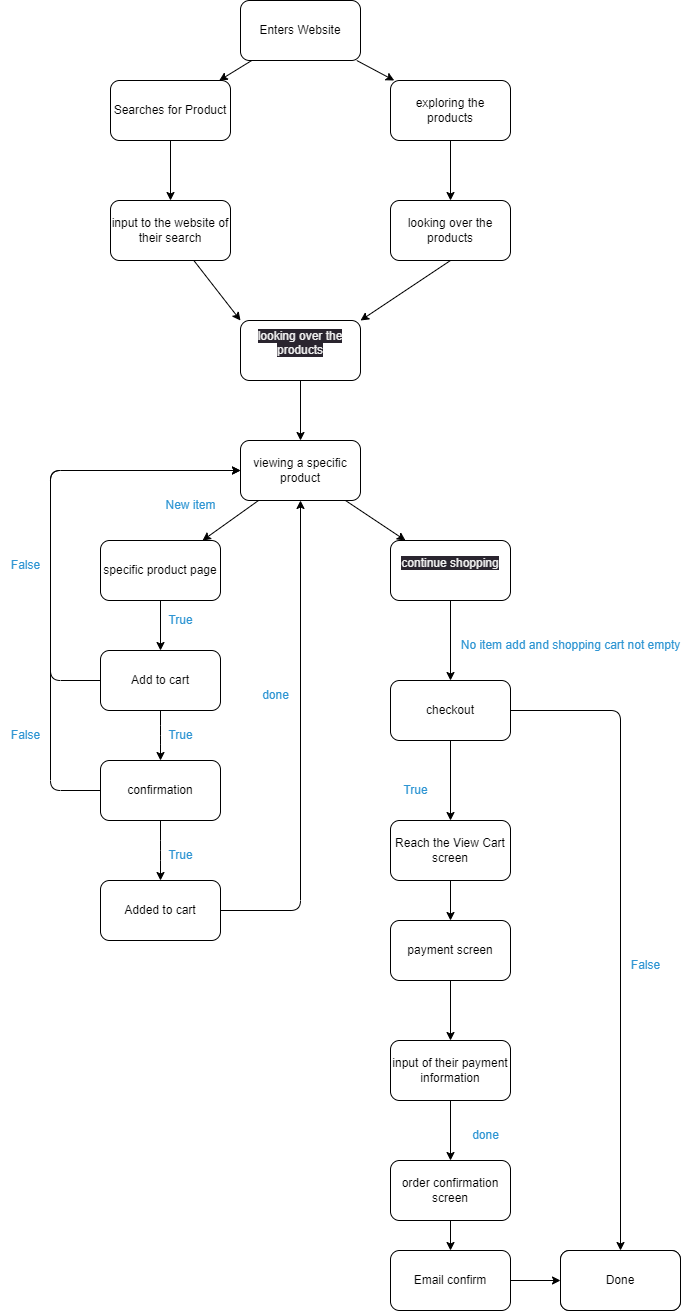 Enters Website
Searches for Product
exploring the
products
input to the website of
their search
looking over the
products
looking over the
products
viewing a specific
product
New item
specific product page
continue shopping
False
True
No item add and shopping cart not empty
Add to cart
done
checkout
False
True
confirmation
True
Reach the View Cart
screen
True
Added to cart
payment screen
False
input of their payment
information
done
order confirmation
screen
Email confirm
Done